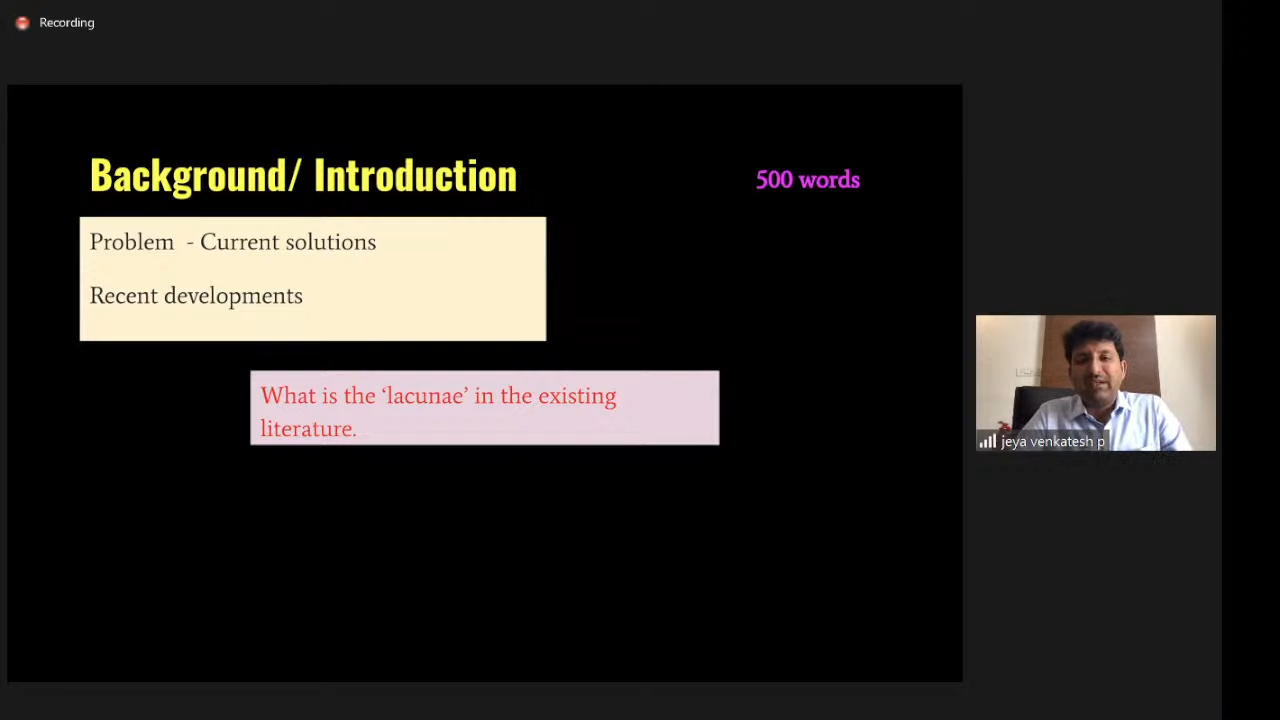 Recording
Background/ Introduction
500 words
Problem - Current solutions
Recent developments
What is the ‘lacunae’ in the existing
literature.
jeya venkatesh p